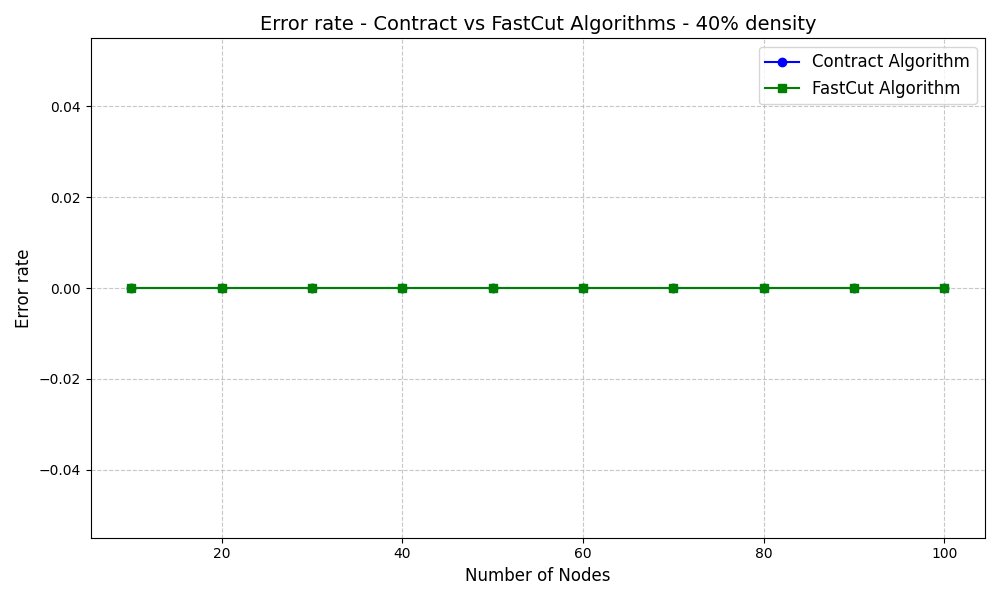 Error rate - Contract vs FastCut Algorithms - 40% density
Contract Algorithm
FastCut Algorithm
Error rate
0.04
0.02
0.00
−0.02
−0.04
20 40 60 80 100
Number of Nodes